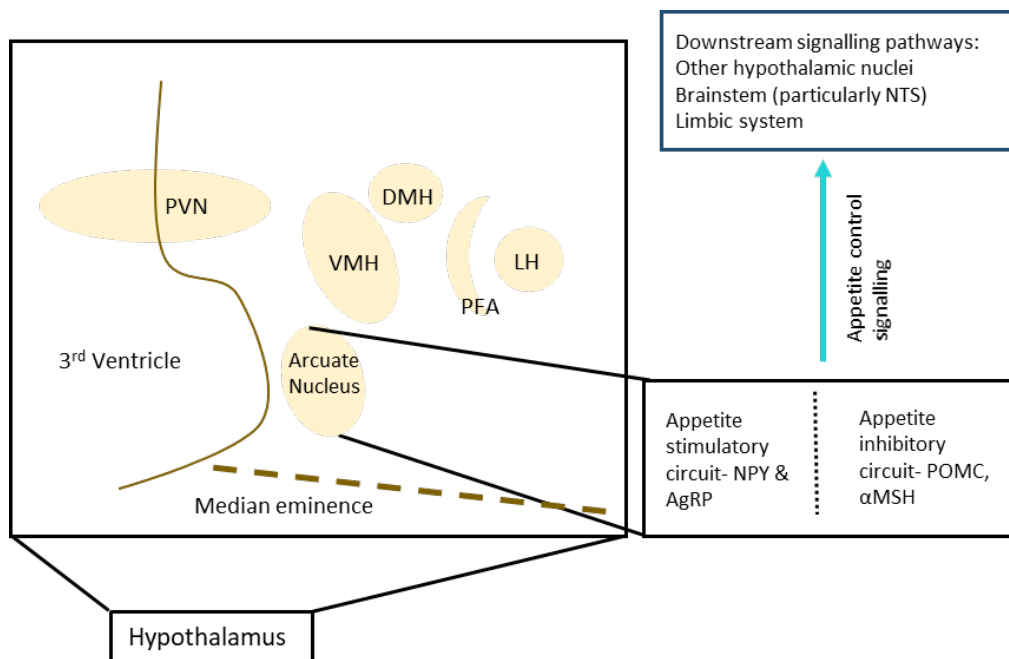 Downstream signalling pathways:
Other hypothalamic nuclei
Brainstem (particularly NTS)
Limbic system
PVN
DMH
VMH
LH
PFA
Appetite control
signalling
3rd Ventricle
Arcuate
Nucleus
Appetite
stimulatory
circuit- NPY &
AgRP
Appetite
inhibitory
circuit- POMC,
αMSH
Median eminence
Hypothalamus